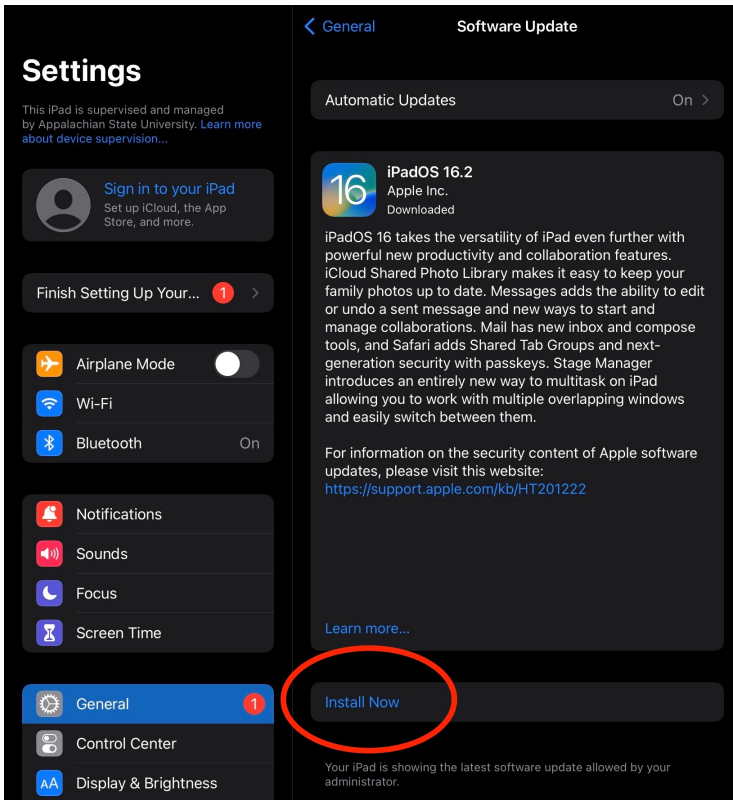 Settings
This iPad is supervised and managed
by Appalachian State University. Learn more
about device supervision...
Sign in to your iPad
Set up iCloud, the App
Store, and more.
Finish Setting Up Your... 1
Airplane Mode
Wi-Fi
Bluetooth On
Notifications
Sounds
Focus
Screen Time
General 1
Control Center
AA Display & Brightness
General Software Update
Automatic Updates On
16
iPadOS 16.2
Apple Inc.
Downloaded
iPadOS 16 takes the versatility of iPad even further with
powerful new productivity and collaboration features.
iCloud Shared Photo Library makes it easy to keep your
family photos up to date. Messages adds the ability to edit
or undo a sent message and new ways to start and
manage collaborations. Mail has new inbox and compose
tools, and Safari adds Shared Tab Groups and next-
generation security with passkeys. Stage Manager
introduces an entirely new way to multitask on iPad
allowing you to work with multiple overlapping windows
and easily switch between them.
For information on the security content of Apple software
updates, please visit this website:
https://support.apple.com/kb/HT201222
Learn more...
Install Now
Your iPad is showing the latest software update allowed by your
administrator.